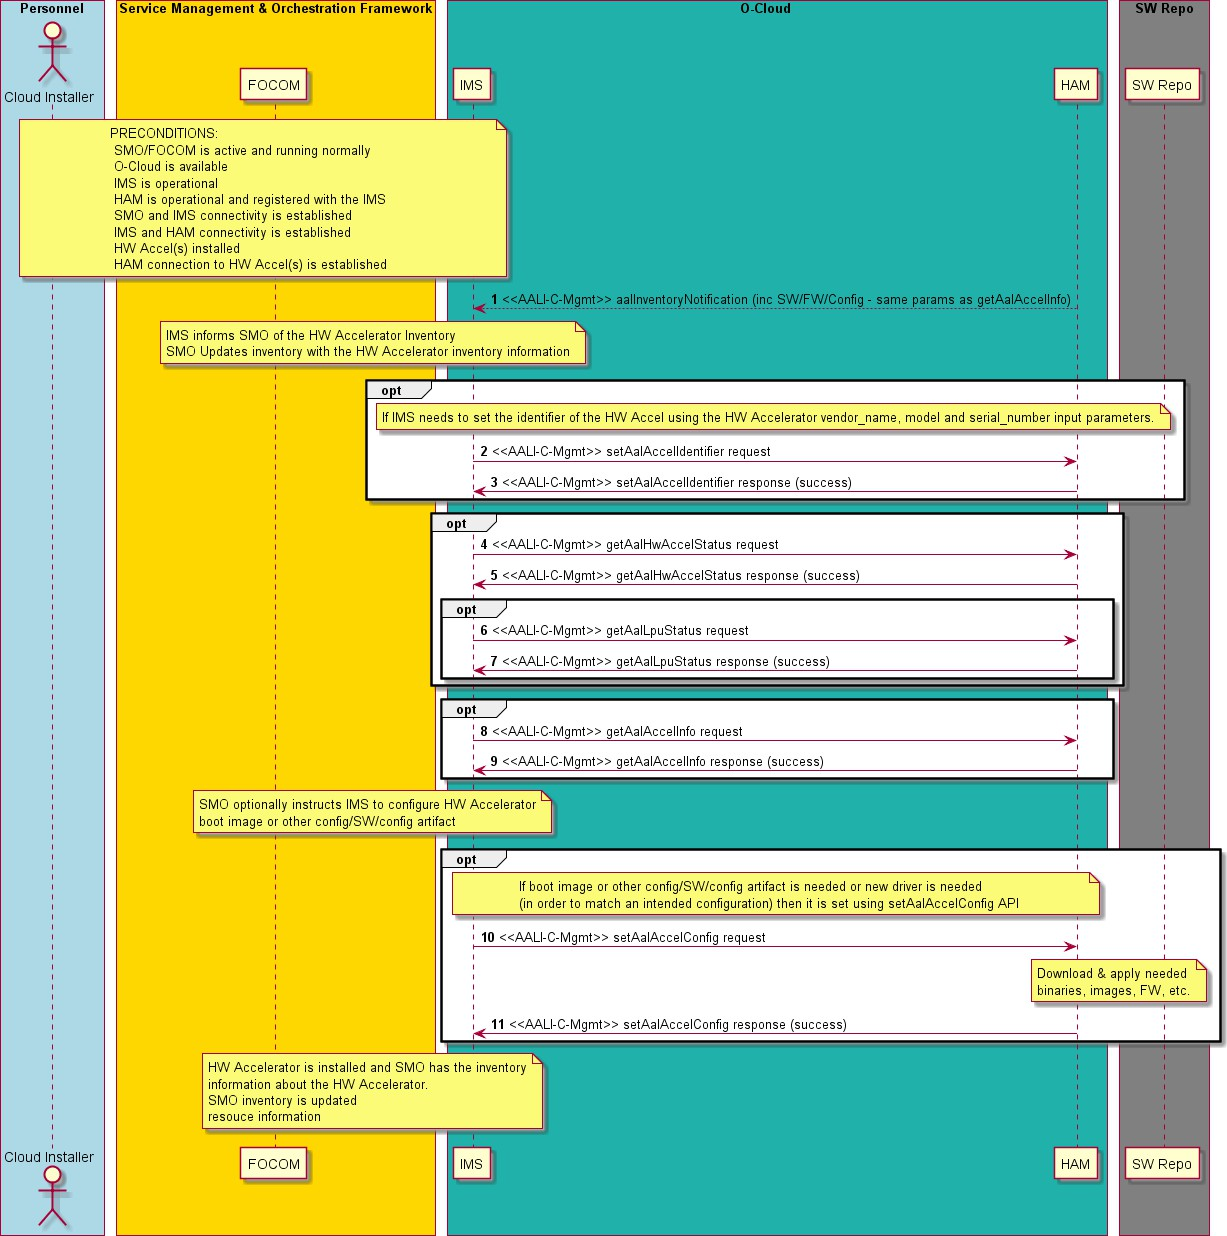 Personnel
Service Management & Orchestration Framework
O-Cloud
SW Repo
Cloud Installer
FOCOM
IMS
HAM
SW Repo
PRECONDITIONS:
SMO/FOCOM is active and running normally
O-Cloud is available
IMS is operational
HAM is operational and registered with the IMS
SMO and IMS connectivity is established
IMS and HAM connectivity is established
HW Accel(s) installed
HAM connection to HW Accel(s) is established
1 <<AALI-C-Mgmt>> aalInventoryNotification (inc SW/FW/Config - same params as getAalAccelInfo)
IMS informs SMO of the HW Accelerator Inventory
SMO Updates inventory with the HW Accelerator inventory information
opt
If IMS needs to set the identifier of the HW Accel using the HW Accelerator vendor_name, model and serial_number input parameters.
2 <<AALI-C-Mgmt>> setAalAccelIdentifier request
3 <<AALI-C-Mgmt>> setAalAccelIdentifier response (success)
opt
4 <<AALI-C-Mgmt>> getAalHwAccelStatus request
5 <<AALI-C-Mgmt>> getAalHwAccelStatus response (success)
opt
6 <<AALI-C-Mgmt>> getAalLpuStatus request
7 <<AALI-C-Mgmt>> getAalLpuStatus response (success)
opt
8 <<AALI-C-Mgmt>> getAalAccelInfo request
9 <<AALI-C-Mgmt>> getAalAccelInfo response (success)
SMO optionally instructs IMS to configure HW Accelerator
boot image or other config/SW/config artifact
opt
If boot image or other config/SW/config artifact is needed or new driver is needed
(in order to match an intended configuration) then it is set using setAalAccelConfig API
10 <<AALI-C-Mgmt>> setAalAccelConfig request
Download & apply needed
binaries, images, FW, etc.
11 <<AALI-C-Mgmt>> setAalAccelConfig response (success)
HW Accelerator is installed and SMO has the inventory
information about the HW Accelerator.
SMO inventory is updated
resouce information
Cloud Installer
FOCOM
IMS
HAM
SW Repo